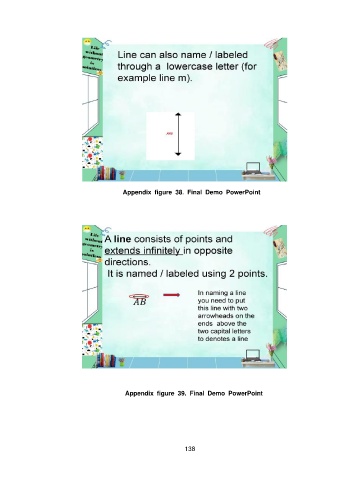 Life
without
geometry
is
pointless
Line can also name / labeled
through a lowercase letter (for
example line m).
Appendix figure 38. Final Demo PowerPoint
Life
without
geometry
is
pointless
A line consists of points and
extends infinitely in opposite
directions.
It is named / labeled using 2 points.
AB
In naming a line
you need to put
this line with two
arrowheads on the
ends above the
two capital letters
to denotes a line
Appendix figure 39. Final Demo PowerPoint
138